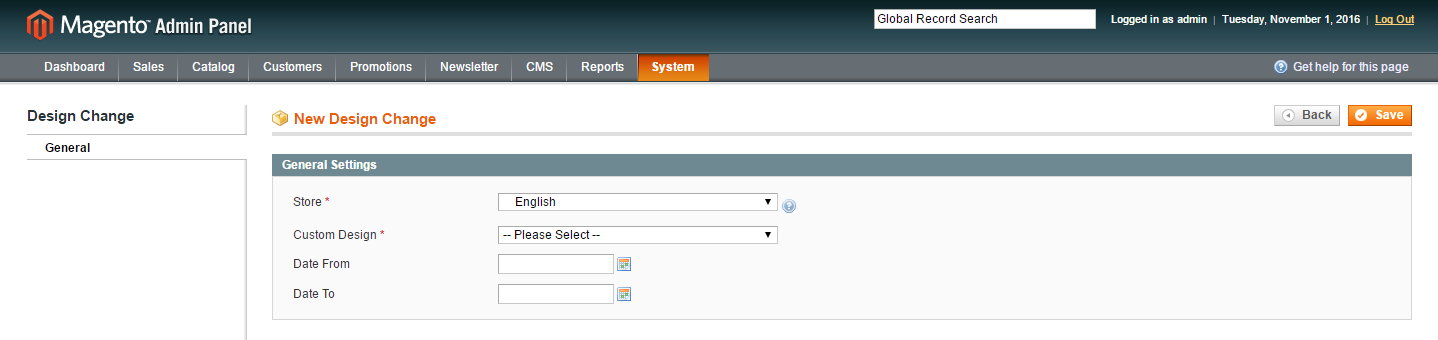 Magento™ Admin Panel
Global Record Search
Logged in as admin | Tuesday, November 1, 2016 | Log Out
Dashboard Sales Catalog Customers Promotions Newsletter CMS Reports System
Get help for this page
Design Change
General
New Design Change
Back Save
General Settings
Store * English
Custom Design * -- Please Select --
Date From
Date To